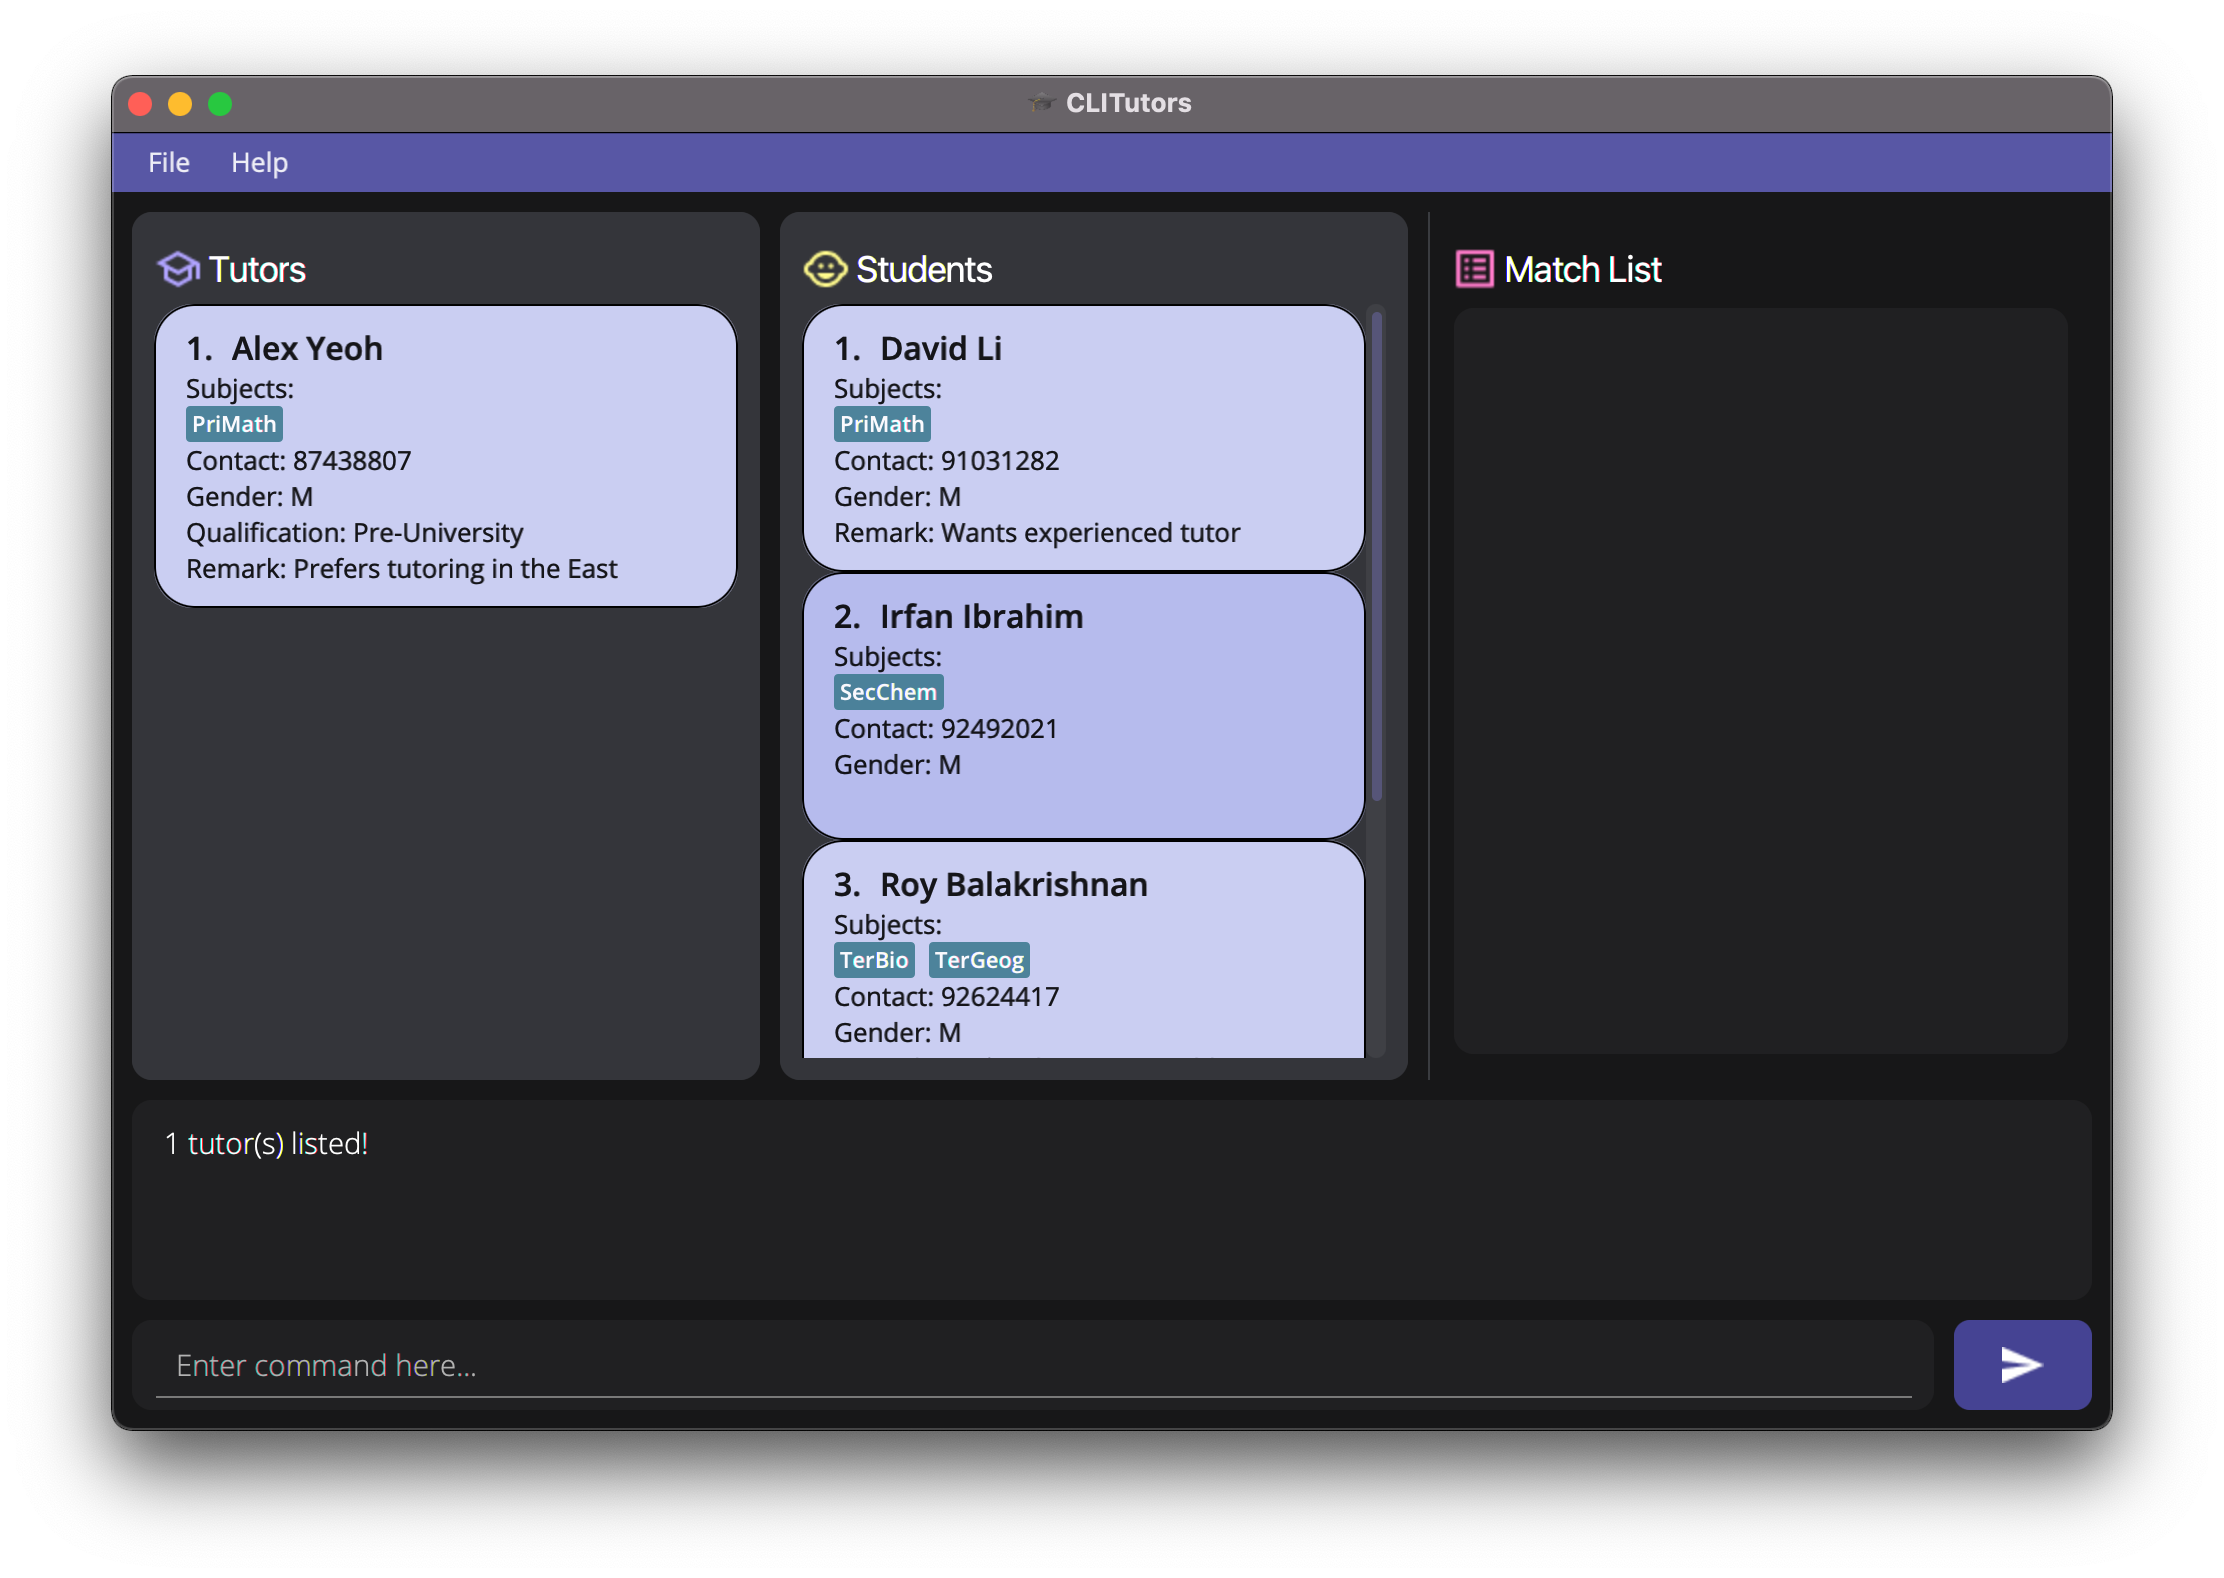 CLITutors
File Help
Tutors
1. Alex Yeoh
Subjects:
PriMath
Contact: 87438807
Gender: M
Qualification: Pre-University
Remark: Prefers tutoring in the East
Students
1. David Li
Subjects:
PriMath
Contact: 91031282
Gender: M
Remark: Wants experienced tutor
2. Irfan Ibrahim
Subjects:
SecChem
Contact: 92492021
Gender: M
3. Roy Balakrishnan
Subjects:
TerBio TerGeog
Contact: 92624417
Gender: M
Match List
1 tutor(s) listed!
Enter command here...